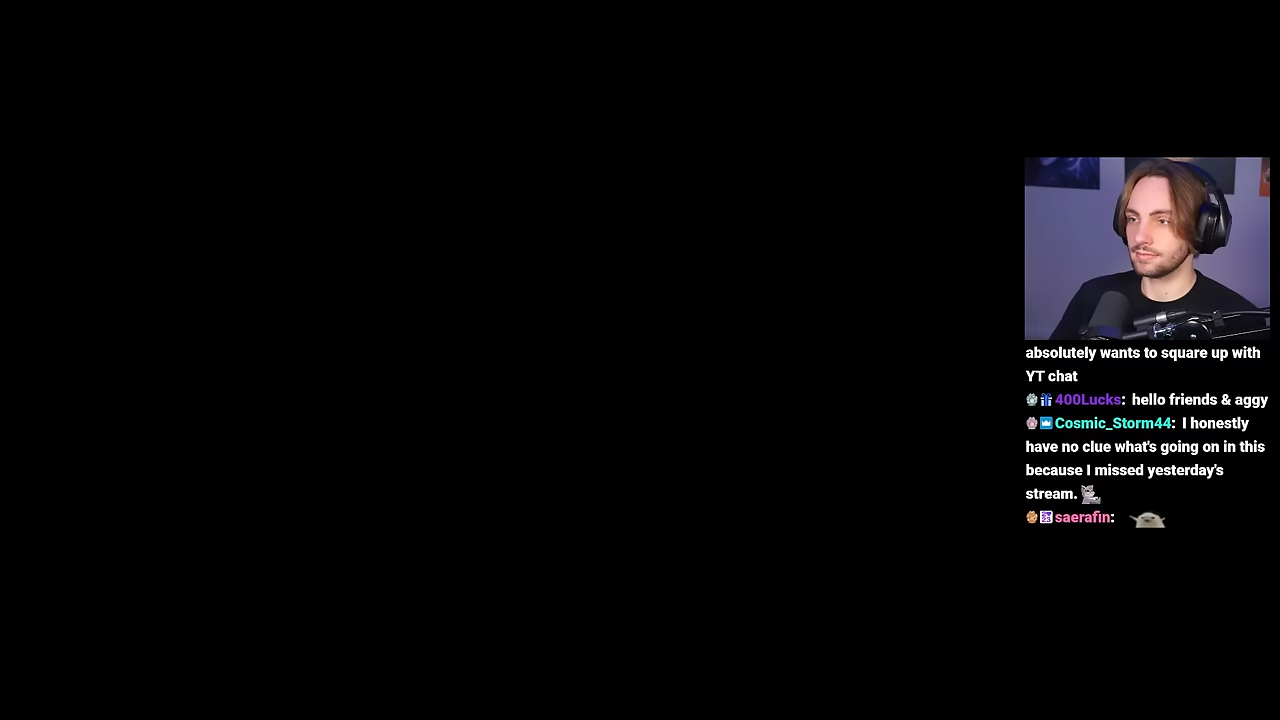 absolutely wants to square up with
YT chat
400Lucks: hello friends & aggy
Cosmic_Storm44: I honestly
have no clue what's going on in this
because I missed yesterday's
stream.
saerafin: